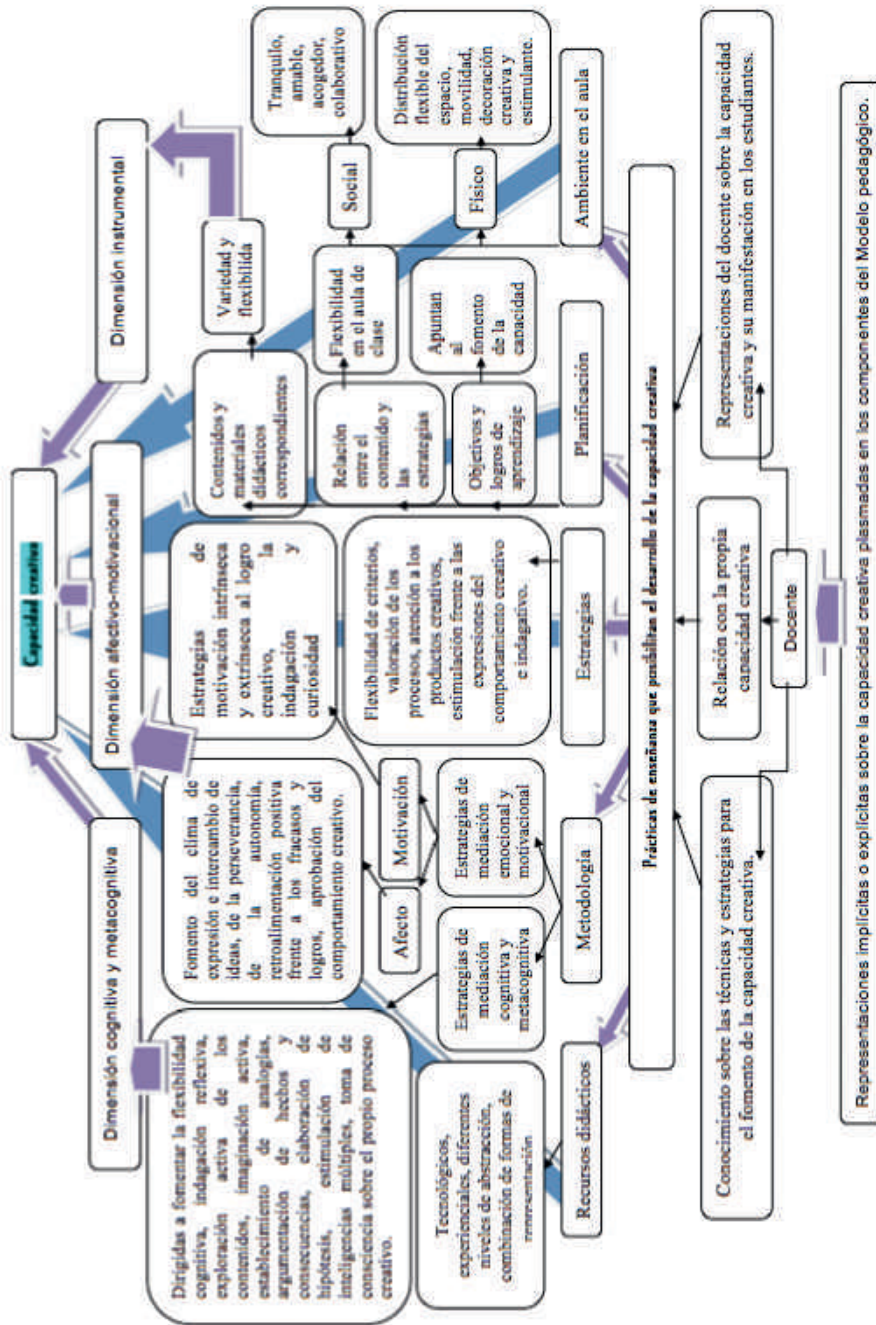 Capacidad creativa
Dimensión cognitiva y metacognitiva
Dimensión afectivo-motivacional
Dimensión instrumental
Dirigidas a fomentar la flexibilidad
cognitiva, indagación reflexiva,
exploración activa de los
contenidos, imaginación activa,
establecimiento de analogías,
argumentación de hechos y
consecuencias, elaboración de
hipótesis, estimulación de
inteligencias múltiples, toma de
consciencia sobre el propio proceso
creativo.
Fomento del clima de
expresión e intercambio de
ideas, de la perseverancia,
de la autonomía,
retroalimentación positiva
frente a los fracasos y
logros, aprobación del
comportamiento creativo.
Estrategias de
motivación intrínseca
y extrínseca al logro
creativo, la
indagación y
curiosidad
Contenidos y
materiales
didácticos
correspondientes
Variedad y
flexibilida
Tranquilo,
amable,
acogedor,
colaborativo
Afecto
Motivación
Relación
entre el
contenido y
las
estrategias
Flexibilidad
en el aula de
clase
Social
Tecnológicos,
experienciales, diferentes
niveles de abstracción,
combinación de formas de
representación.
Estrategias de
mediación
cognitiva y
metacognitiva
Estrategias de
mediación
emocional y
motivacional
Flexibilidad de criterios,
valoración de los
procesos, atención a los
productos creativos,
estimulación frente a las
expresiones del
comportamiento creativo
e indagativo.
Objetivos y
logros de
aprendizaje
Apuntan
al
fomento
de la
capacidad
Físico
Distribución
flexible del
espacio,
movilidad,
decoración
creativa y
estimulante.
Recursos didácticos
Metodología
Estrategias
Planificación
Ambiente en el aula
Prácticas de enseñanza que posibilitan el desarrollo de la capacidad creativa
Conocimiento sobre las técnicas y estrategias para
el fomento de la capacidad creativa.
Relación con la propia
capacidad creativa
Representaciones del docente sobre la capacidad
creativa y su manifestación en los estudiantes.
Docente
Representaciones implícitas o explícitas sobre la capacidad creativa plasmadas en los componentes del Modelo pedagógico.